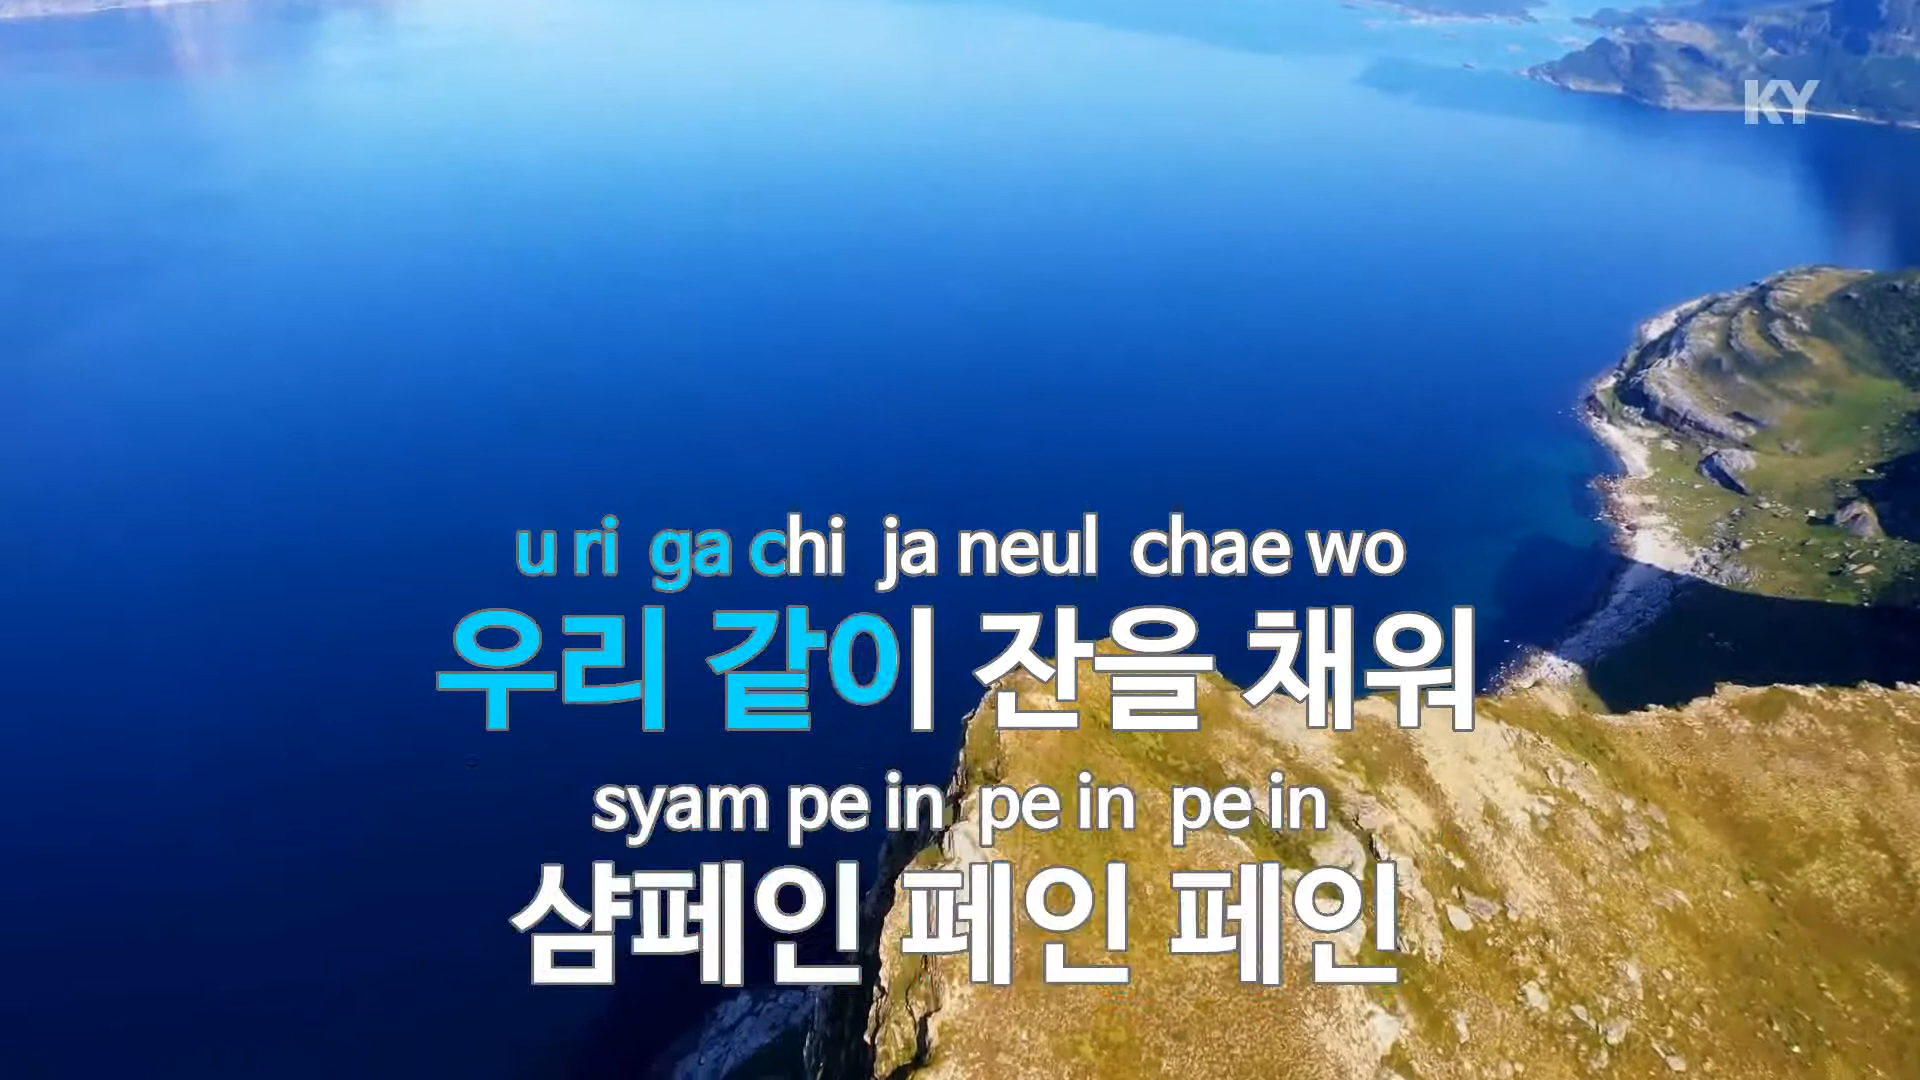 KY
u ri ga chi ja neul chae wo
우리 같이 잔을 채워
syam pe in pe in pe in
샴페인 페인 페인